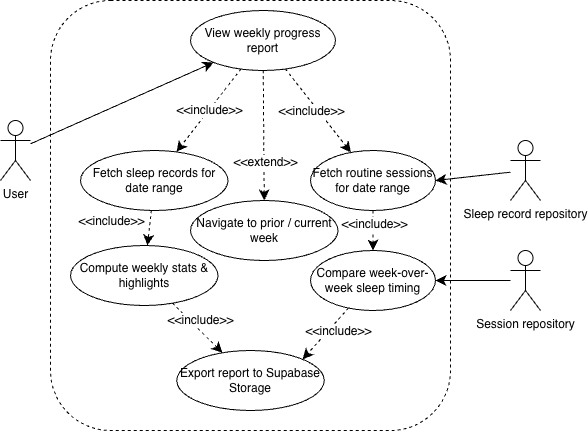 View weekly progress
report
<<include>>
<<include>>
<<extend>>
User
Fetch sleep records for
date range
Fetch routine sessions
for date range
Sleep record repository
<<include>>
Navigate to prior / current
week
<<include>>
Compute weekly stats &
highlights
Compare week-over-
week sleep timing
Session repository
<<include>>
<<include>>
Export report to Supabase
Storage